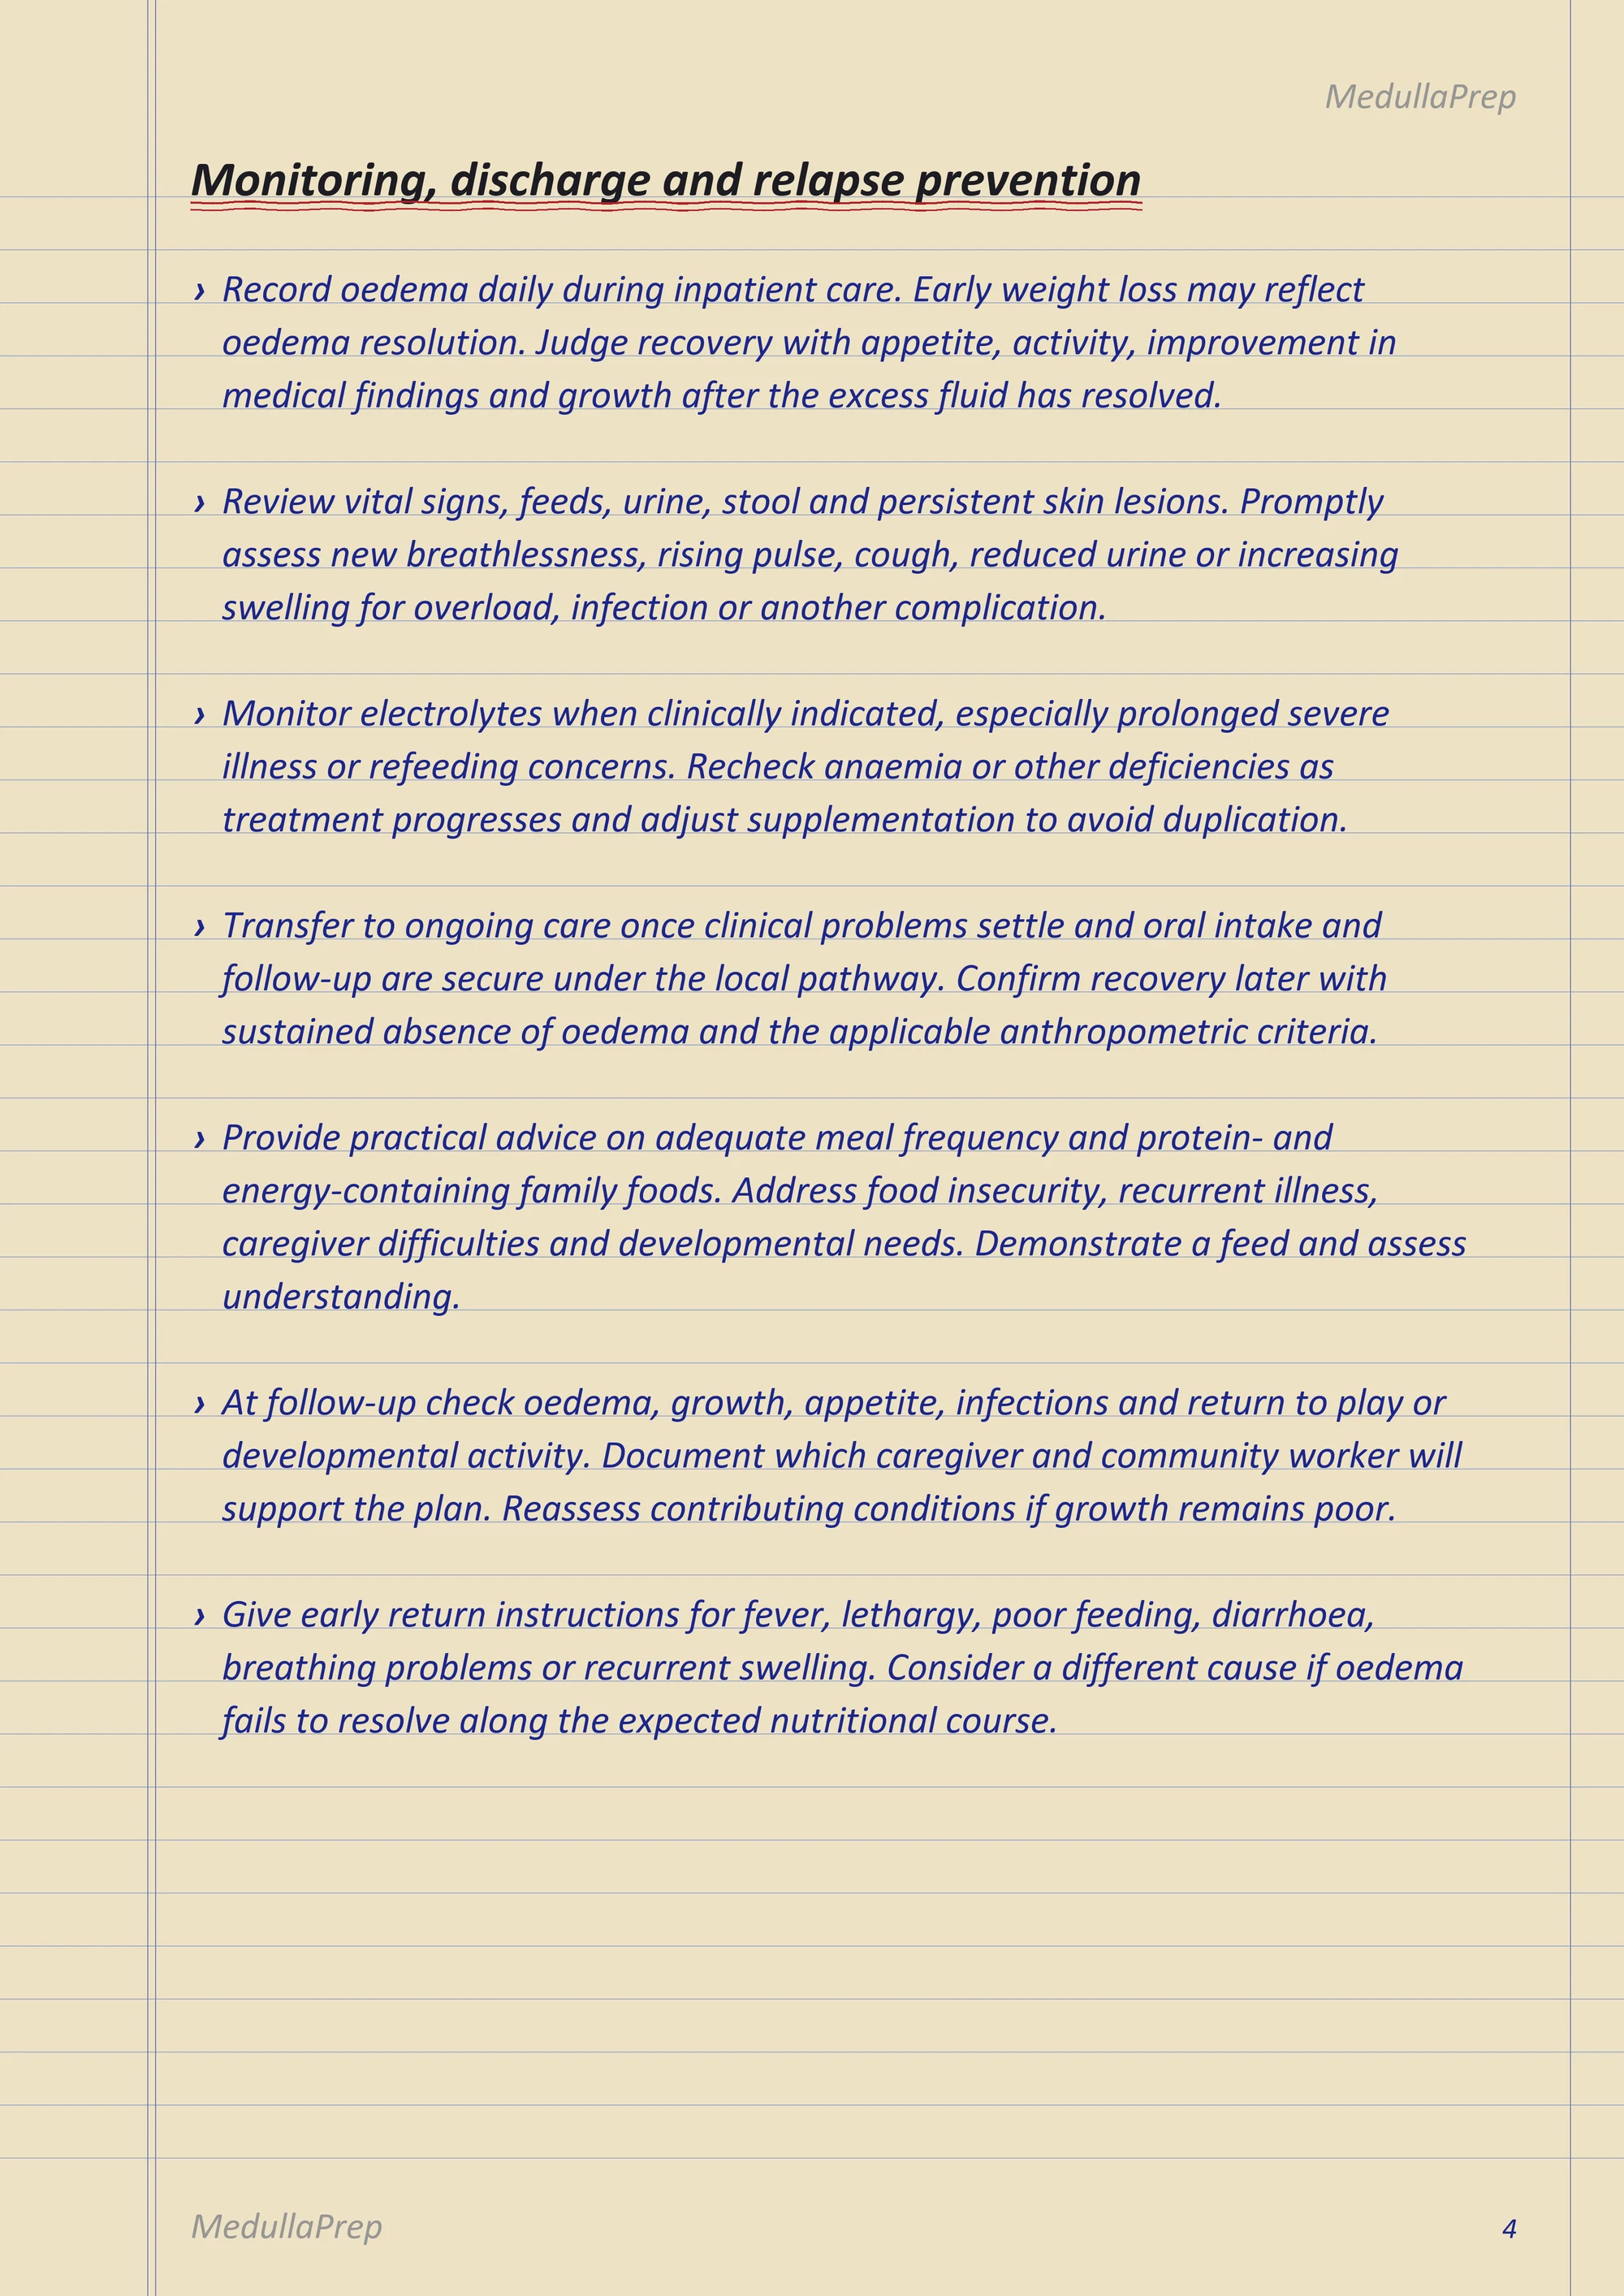 MedullaPrep
Monitoring, discharge and relapse prevention
› Record oedema daily during inpatient care. Early weight loss may reflect
oedema resolution. Judge recovery with appetite, activity, improvement in
medical findings and growth after the excess fluid has resolved.
› Review vital signs, feeds, urine, stool and persistent skin lesions. Promptly
assess new breathlessness, rising pulse, cough, reduced urine or increasing
swelling for overload, infection or another complication.
› Monitor electrolytes when clinically indicated, especially prolonged severe
illness or refeeding concerns. Recheck anaemia or other deficiencies as
treatment progresses and adjust supplementation to avoid duplication.
› Transfer to ongoing care once clinical problems settle and oral intake and
follow-up are secure under the local pathway. Confirm recovery later with
sustained absence of oedema and the applicable anthropometric criteria.
› Provide practical advice on adequate meal frequency and protein- and
energy-containing family foods. Address food insecurity, recurrent illness,
caregiver difficulties and developmental needs. Demonstrate a feed and assess
understanding.
› At follow-up check oedema, growth, appetite, infections and return to play or
developmental activity. Document which caregiver and community worker will
support the plan. Reassess contributing conditions if growth remains poor.
› Give early return instructions for fever, lethargy, poor feeding, diarrhoea,
breathing problems or recurrent swelling. Consider a different cause if oedema
fails to resolve along the expected nutritional course.
MedullaPrep
4